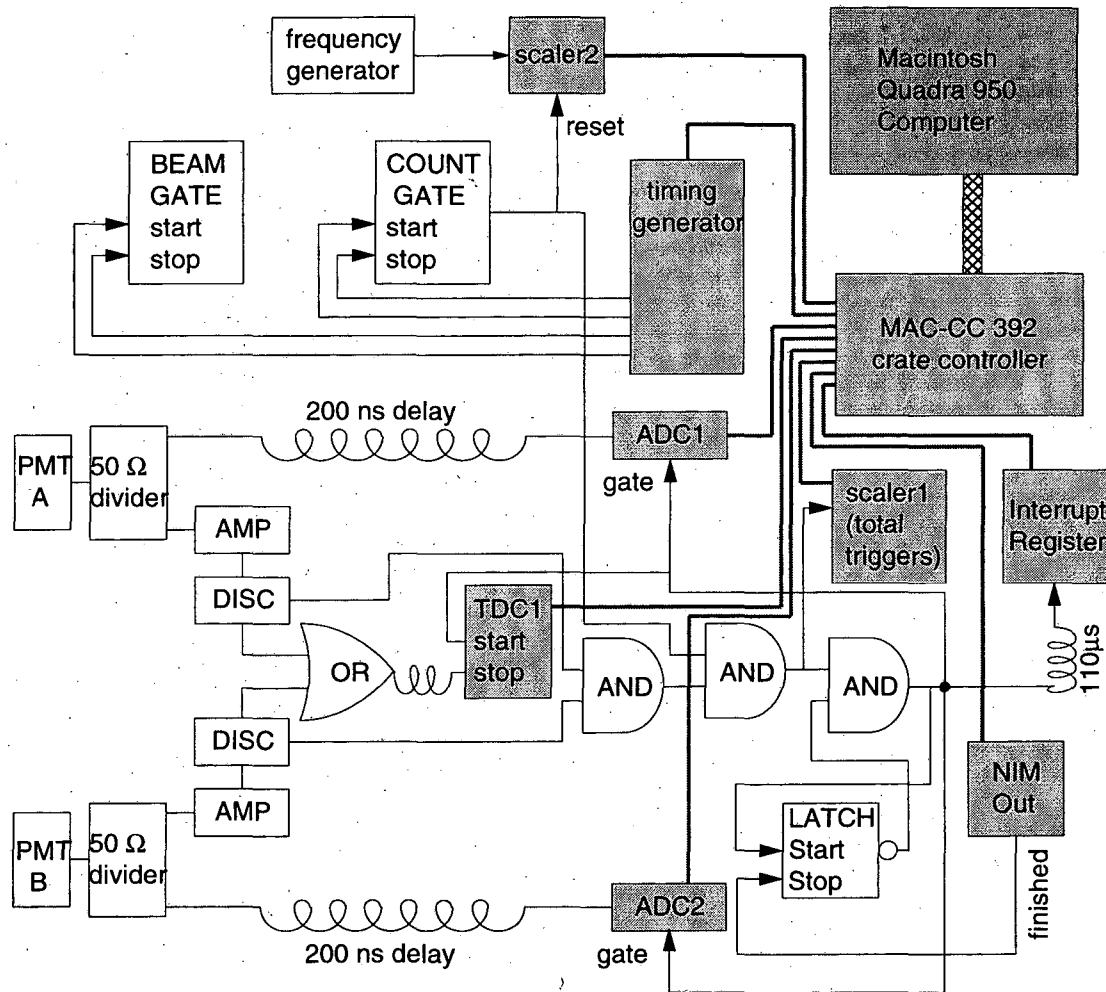 frequency
generator
scaler2
Macintosh
Quadra 950
Computer
reset
BEAM
GATE
start
stop
COUNT
GATE
start
stop
timing
generator
MAC-CC 392
crate controller
200 ns delay
ADC1
gate
PMT
A
50 Ω
divider
AMP
DISC
scaler1
(total
triggers)
Interrupt
Register
TDC1
start
stop
OR
AND
AND
AND
110μs
DISC
AMP
NIM
Out
LATCH
Start
Stop
PMT
B
50 Ω
divider
ADC2
gate
finished
200 ns delay